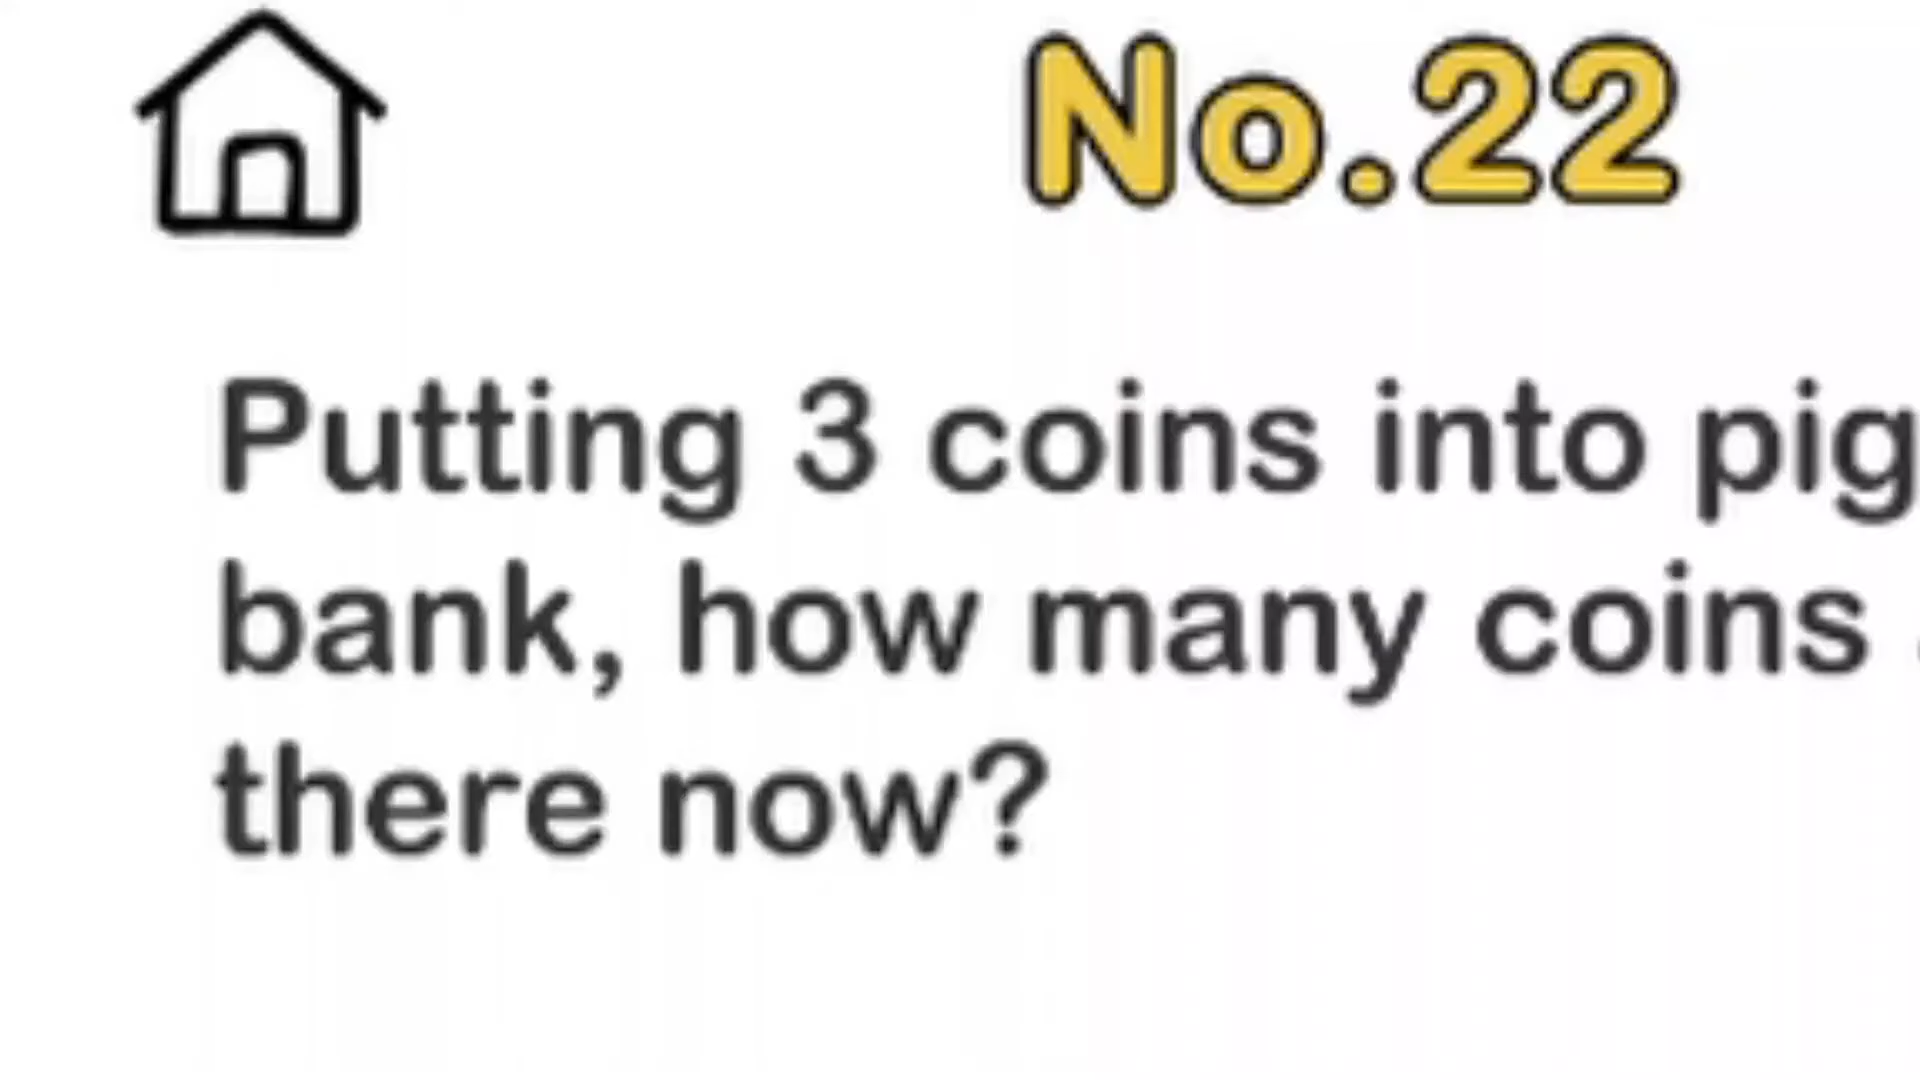 No.22
Putting 3 coins into pig
bank, how many coins
there now?